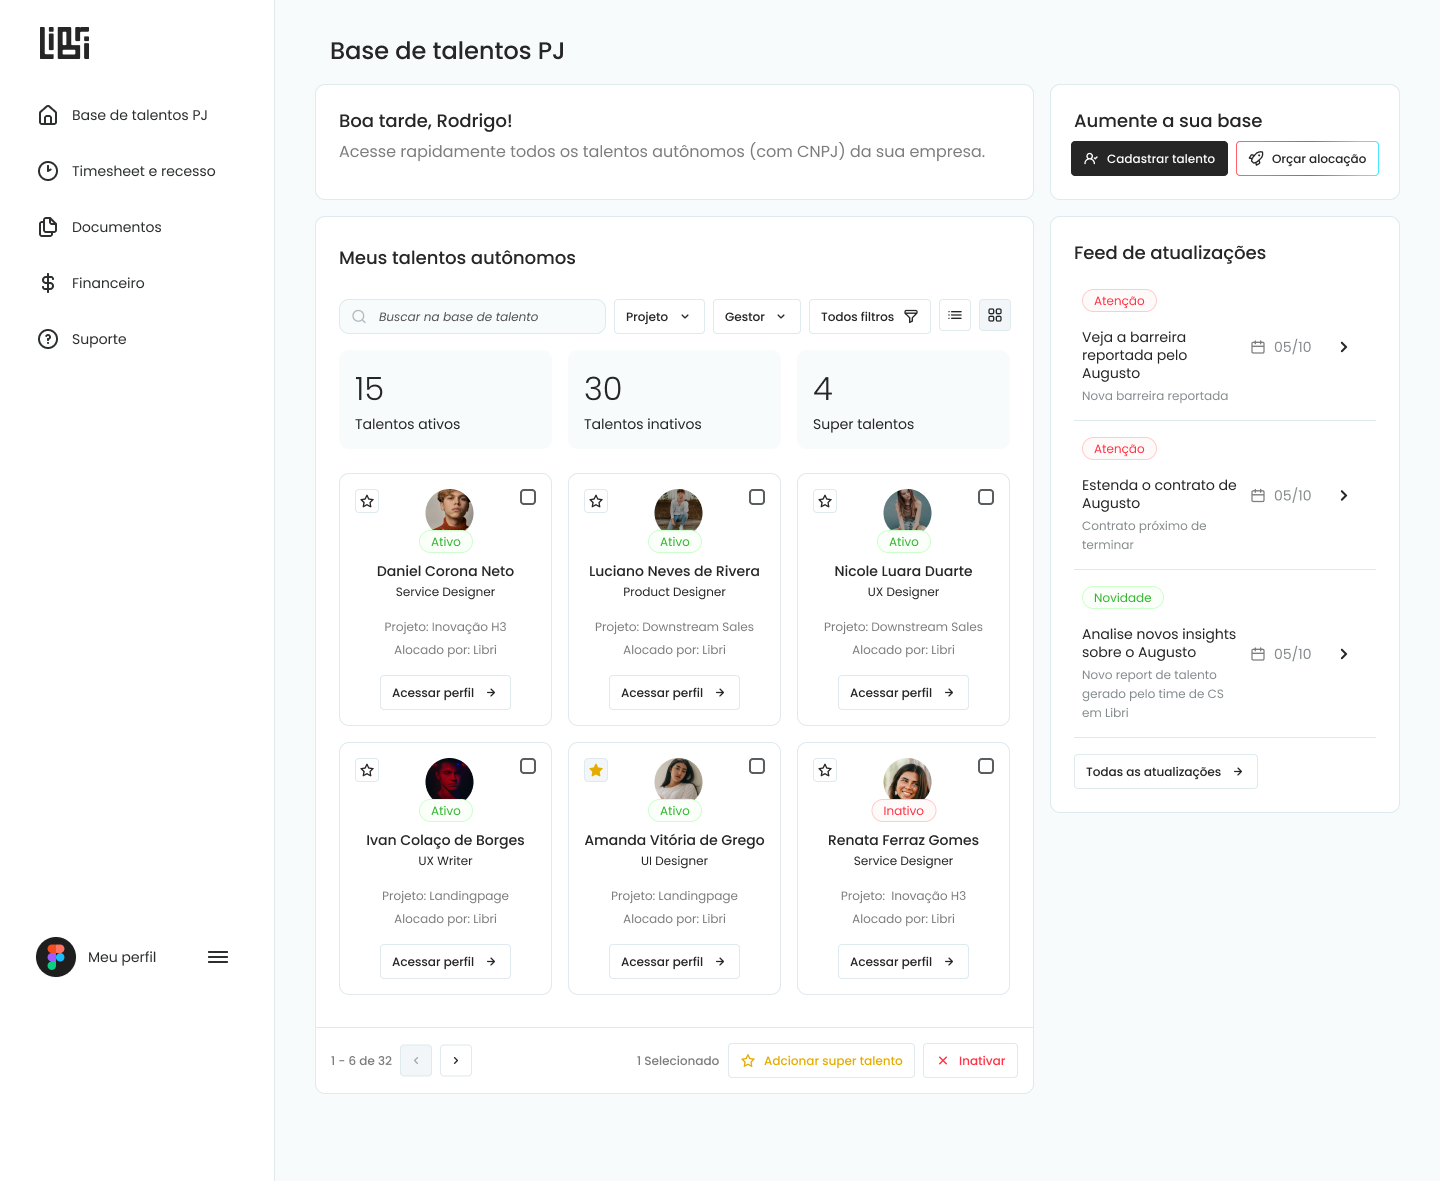 Libri
Base de talentos PJ
Timesheet e recesso
Documentos
Financeiro
Suporte
Meu perfil
Base de talentos PJ
Boa tarde, Rodrigo!
Acesse rapidamente todos os talentos autônomos (com CNPJ) da sua empresa.
Aumente a sua base
Cadastrar talento
Orçar alocação
Meus talentos autônomos
Buscar na base de talento
Projeto
Gestor
Todos filtros
15
Talentos ativos
30
Talentos inativos
4
Super talentos
Ativo
Daniel Corona Neto
Service Designer
Projeto: Inovação H3
Alocado por: Libri
Acessar perfil
Ativo
Luciano Neves de Rivera
Product Designer
Projeto: Downstream Sales
Alocado por: Libri
Acessar perfil
Ativo
Nicole Luara Duarte
UX Designer
Projeto: Downstream Sales
Alocado por: Libri
Acessar perfil
Ativo
Ivan Colaço de Borges
UX Writer
Projeto: Landingpage
Alocado por: Libri
Acessar perfil
Ativo
Amanda Vitória de Grego
UI Designer
Projeto: Landingpage
Alocado por: Libri
Acessar perfil
Inativo
Renata Ferraz Gomes
Service Designer
Projeto: Inovação H3
Alocado por: Libri
Acessar perfil
1 - 6 de 32
1 Selecionado
Adcionar super talento
Inativar
Feed de atualizações
Atenção
Veja a barreira
reportada pelo
Augusto
Nova barreira reportada
05/10
Atenção
Estenda o contrato de
Augusto
Contrato próximo de
terminar
05/10
Novidade
Analise novos insights
sobre o Augusto
Novo report de talento
gerado pelo time de CS
em Libri
05/10
Todas as atualizações